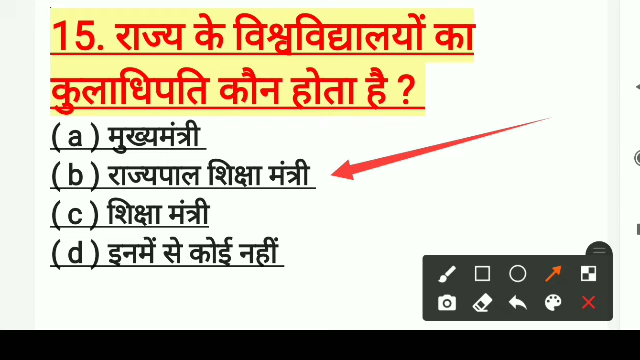 15. राज्य के विश्वविद्यालयों का
कुलाधिपति कौन होता है ?
( a ) मुख्यमंत्री
( b ) राज्यपाल शिक्षा मंत्री
( c ) शिक्षा मंत्री
( d ) इनमें से कोई नहीं